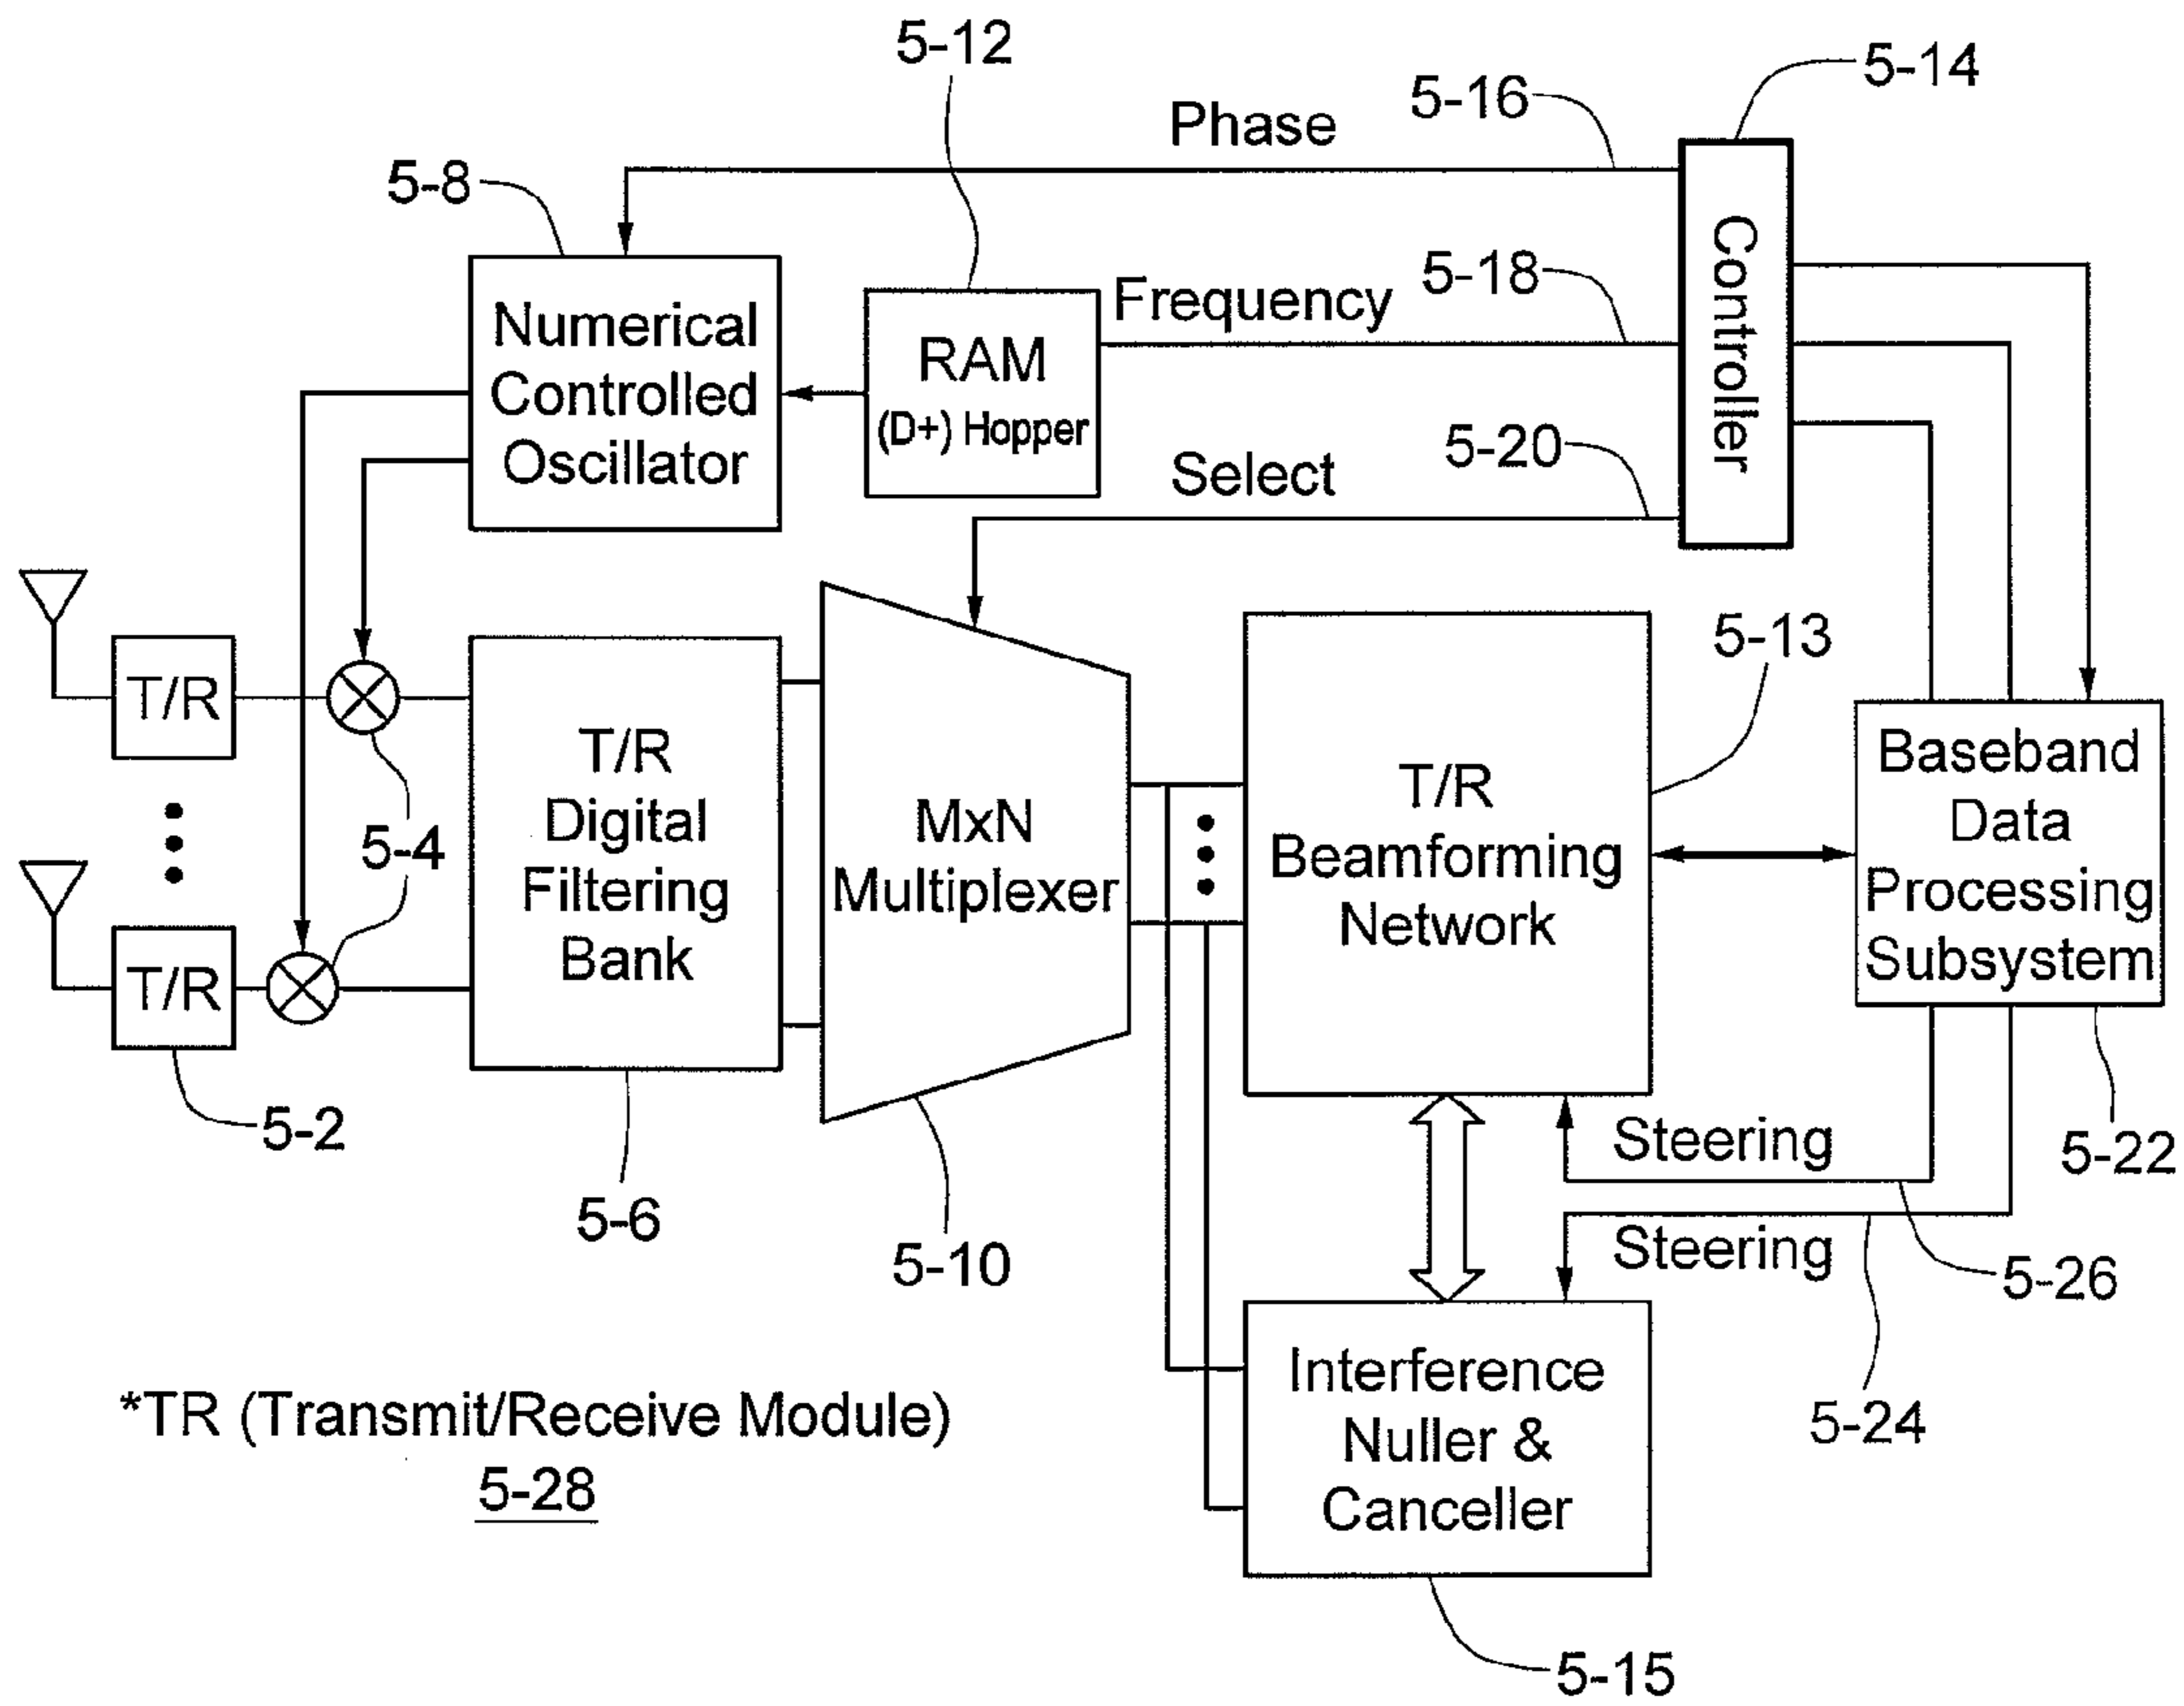 5-12
5-14
5-16
Phase
5-8
5-18
Frequency
Controller
Numerical
Controlled
Oscillator
RAM
(D+) Hopper
5-20
Select
5-13
T/R
T/R
Digital
Filtering
Bank
MxN
Multiplexer
T/R
Beamforming
Network
Baseband
Data
Processing
Subsystem
5-4
T/R
5-2
5-6
5-10
Steering
5-22
Steering
5-26
Interference
Nuller &
Canceller
5-24
*TR (Transmit/Receive Module)
5-28
5-15